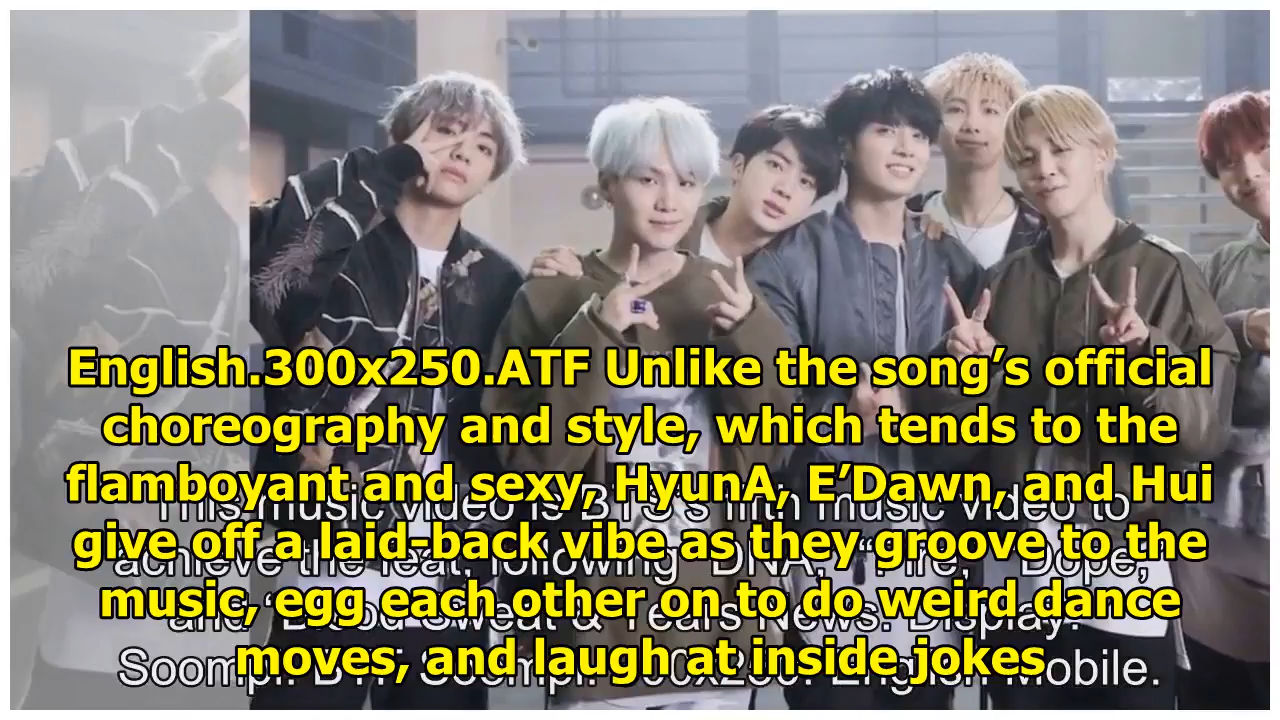 English.300x250.ATF Unlike the song’s official
choreography and style, which tends to the
flamboyant and sexy, HyunA, E’Dawn, and Hui
give off a laid-back vibe as they groove to the
music, egg each other on to do weird dance
moves, and laugh at inside jokes
This music video is BTS’s fifth music video to
achieve the feat, following “DNA,” “Fire,” “Dope,”
and “Blood Sweat & Tears News. Display.
Soompi. BTF Soompi. 300x250. English Mobile.